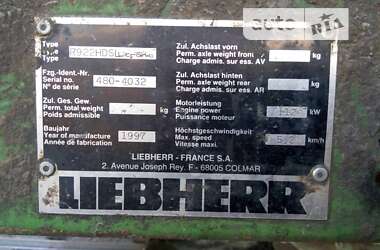 auto RIA
Type
Type
Type
R922HDSL
Zul. Achslast vorn
Perm. axle weight front
Charge admis. sur ess. AV
kg
Fzg.-Ident.-Nr.
Serial no.
N° de série
480-4032
Zul. Achslast hinten
Perm. axle weight rear
Charge admis. sur ess. AR
kg
Zul. Ges. Gew.
Perm. total weight
Poids admissible
kg
Motorleistung
Engine power
Puissance moteur
kW
Baujahr
Year of manufacture
Année de fabrication
1997
Höchstgeschwindigkeit
Max. speed
Vitesse maxi.
km/h
LIEBHERR - FRANCE S.A.
2. Avenue Joseph Rey. F - 68005 COLMAR
LIEBHERR